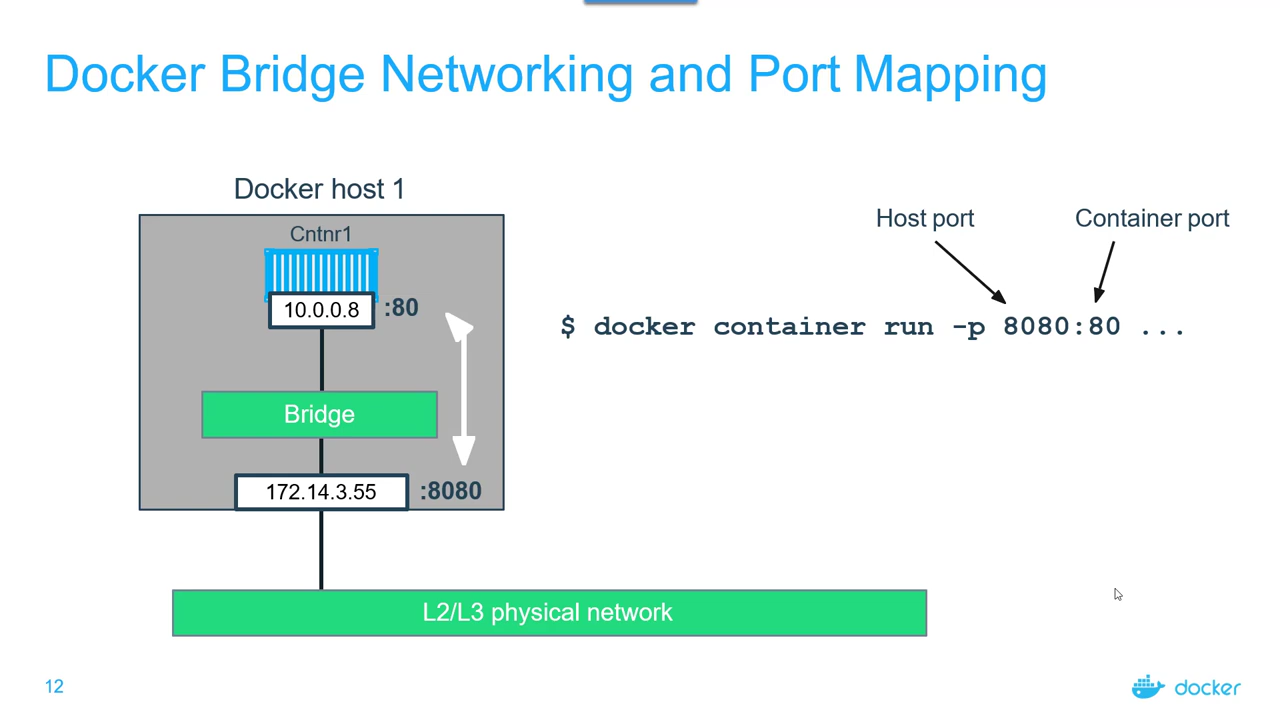 Docker Bridge Networking and Port Mapping
Docker host 1
Cntnr1
10.0.0.8
:80
Bridge
172.14.3.55
:8080
L2/L3 physical network
Host port
Container port
$ docker container run -p 8080:80 ...
12
docker